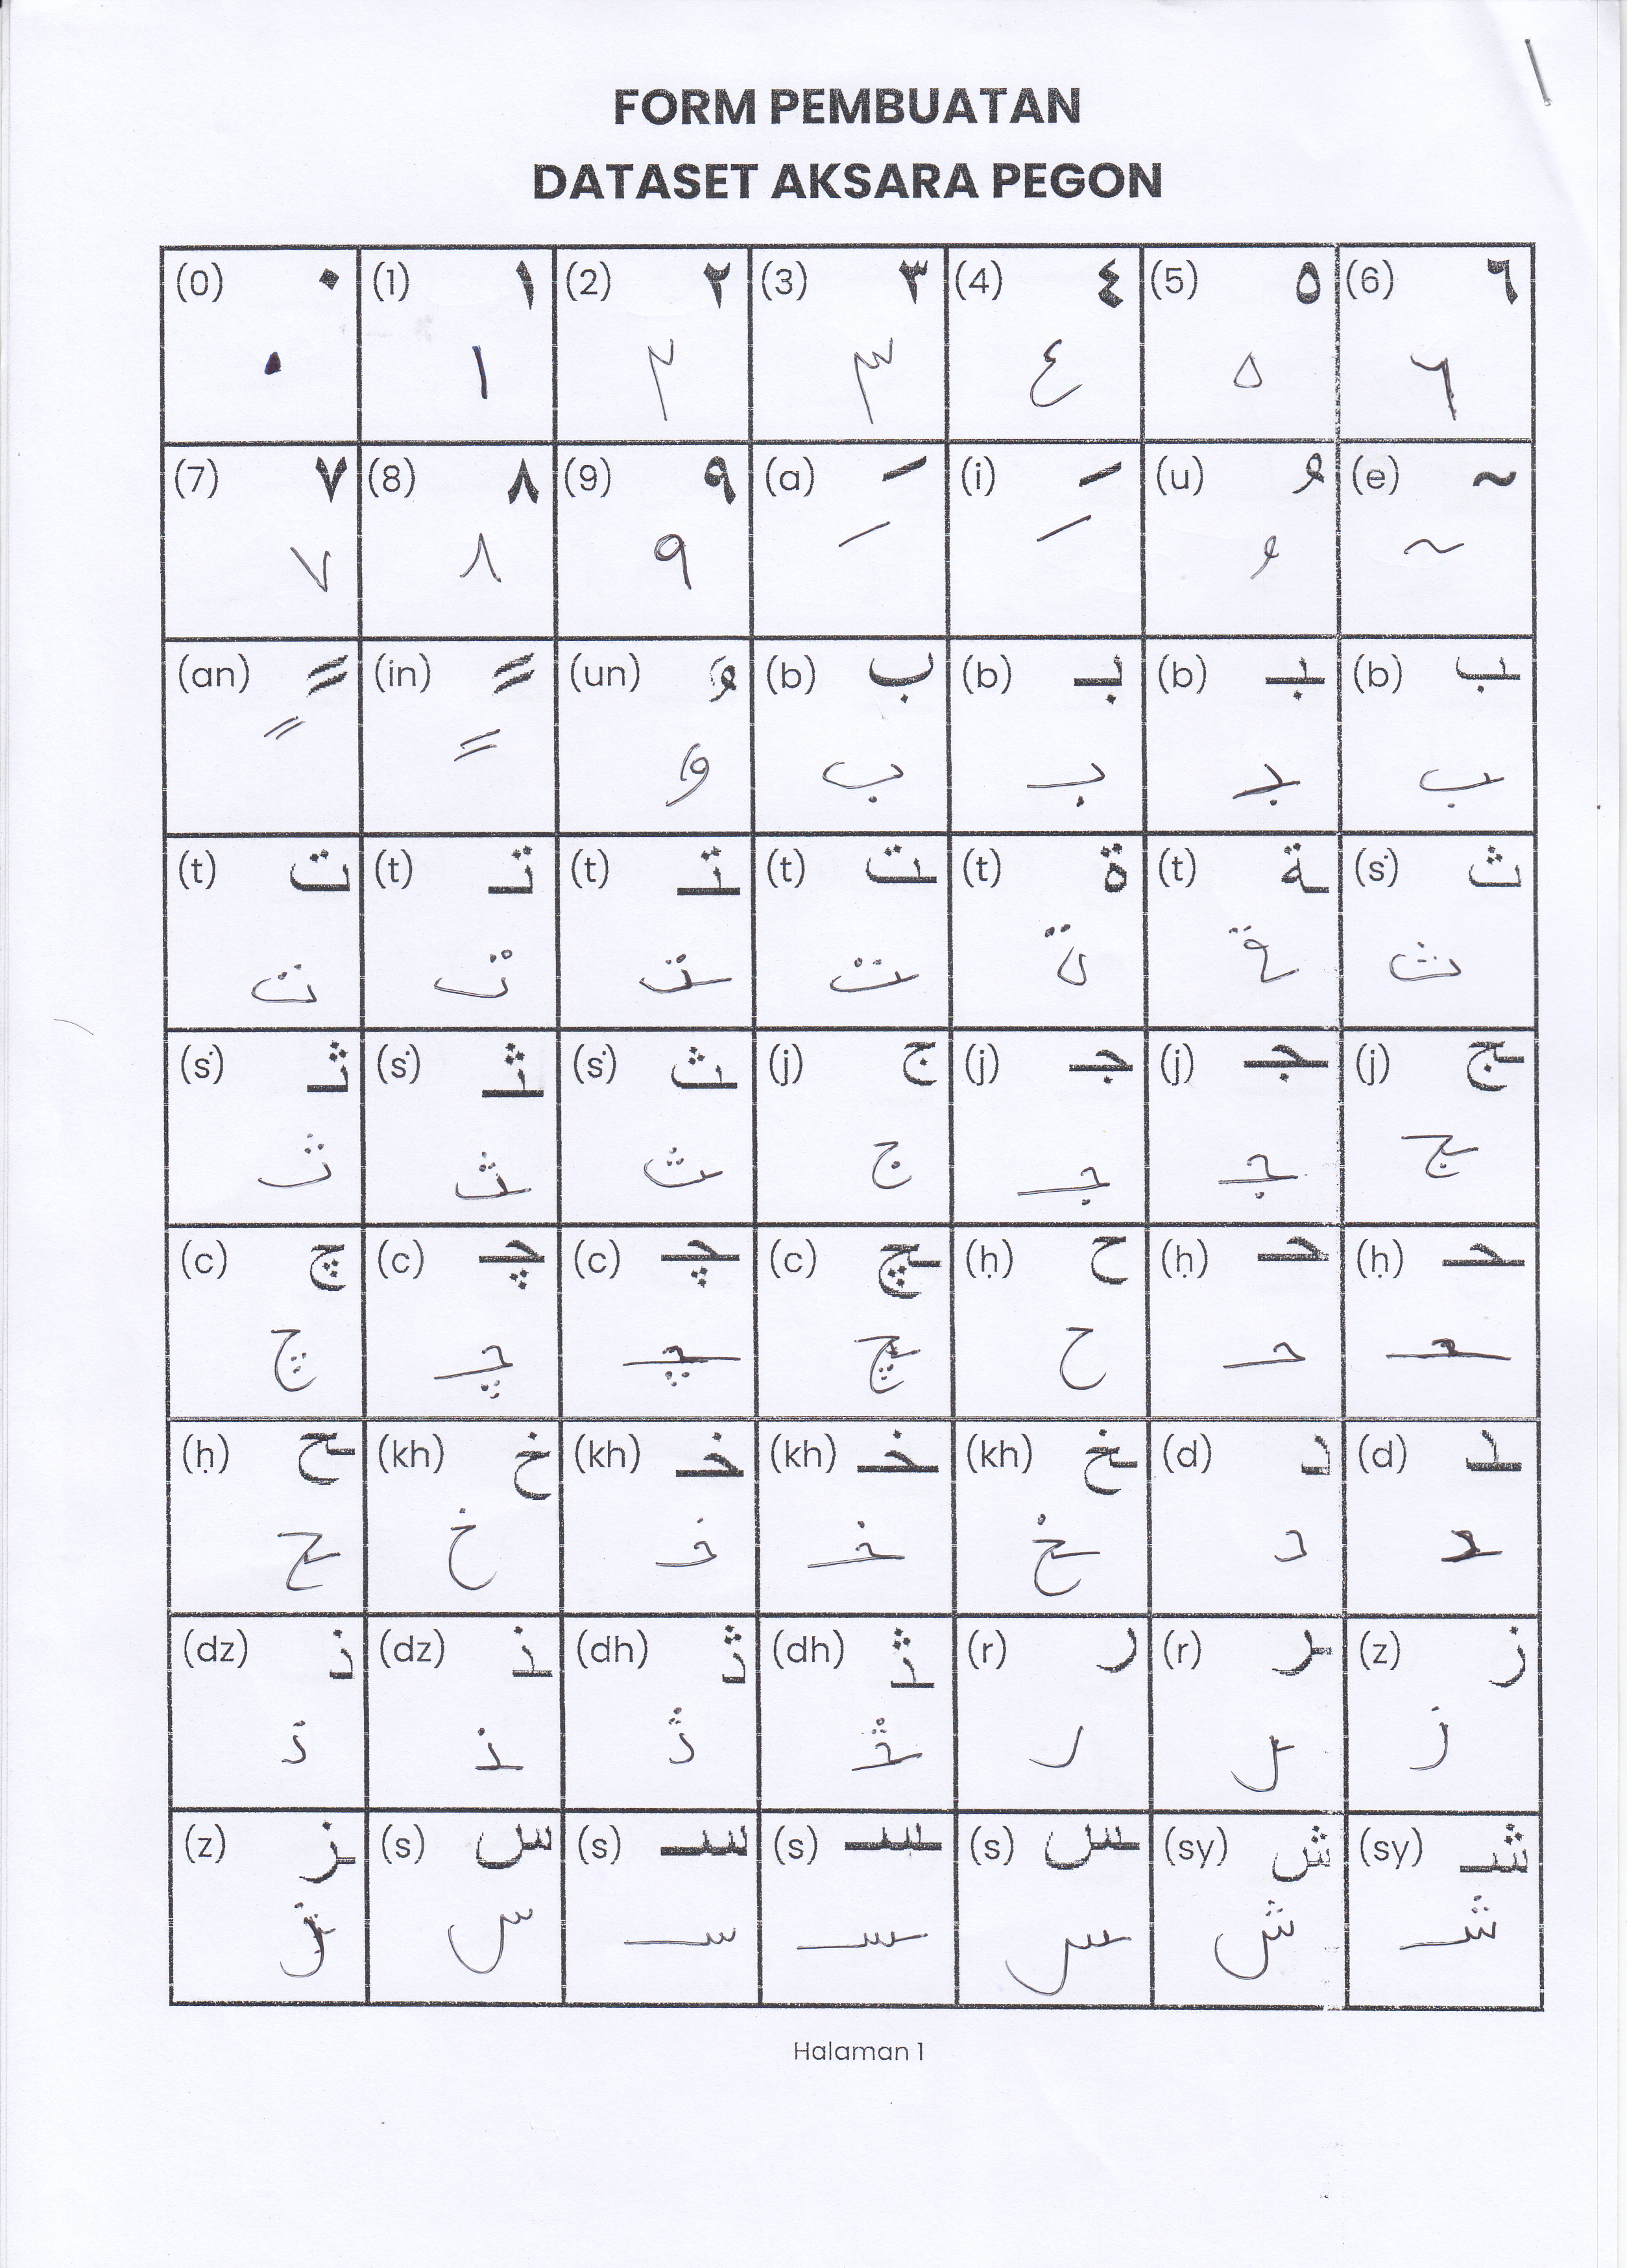 FORM PEMBUATAN
DATASET AKSARA PEGON
(0) ٠ (1) ١ (2) ٢ (3) ٣ (4) ٤ (5) ٥ (6) ٦
٠ ١ ٢ ٣ ٤ ٥ ٦
(7) ٧ (8) ٨ (9) ٩ (a) َ (i) ِ (u) ُ (e) ~
٧ ٨ ٩ َ ِ ُ ~
(an) ً (in) ٍ (un) ٌ (b) ب (b) بـ (b) ـبـ (b) ـب
ً ٍ ٌ ب بـ ـبـ ـب
(t) ت (t) تـ (t) ـتـ (t) ـت (t) ة (t) ـة (ṡ) ث
ت تـ ـتـ ـت ة ـة ث
(ṡ) ثـ (ṡ) ـثـ (ṡ) ـث (j) ج (j) جـ (j) ـجـ (j) ـج
ثـ ـثـ ـث ج جـ ـجـ ـج
(c) چ (c) چـ (c) ـچـ (c) ـچ (ḥ) ح (ḥ) حـ (ḥ) ـحـ
چ چـ ـچـ ـچ ح حـ ـحـ
(ḥ) ـح (kh) خ (kh) خـ (kh) ـخـ (kh) ـخ (d) د (d) ـد
ـح خ خـ ـخـ ـخ د ـد
(dz) ذ (dz) ـذ (dh) ڎ (dh) ـڎ (r) ر (r) ـر (z) ز
ذ ـذ ڎ ـڎ ر ـر ز
(z) ـز (s) س (s) سـ (s) ـسـ (s) ـس (sy) ش (sy) شـ
ـز س سـ ـسـ ـس ش شـ
Halaman 1